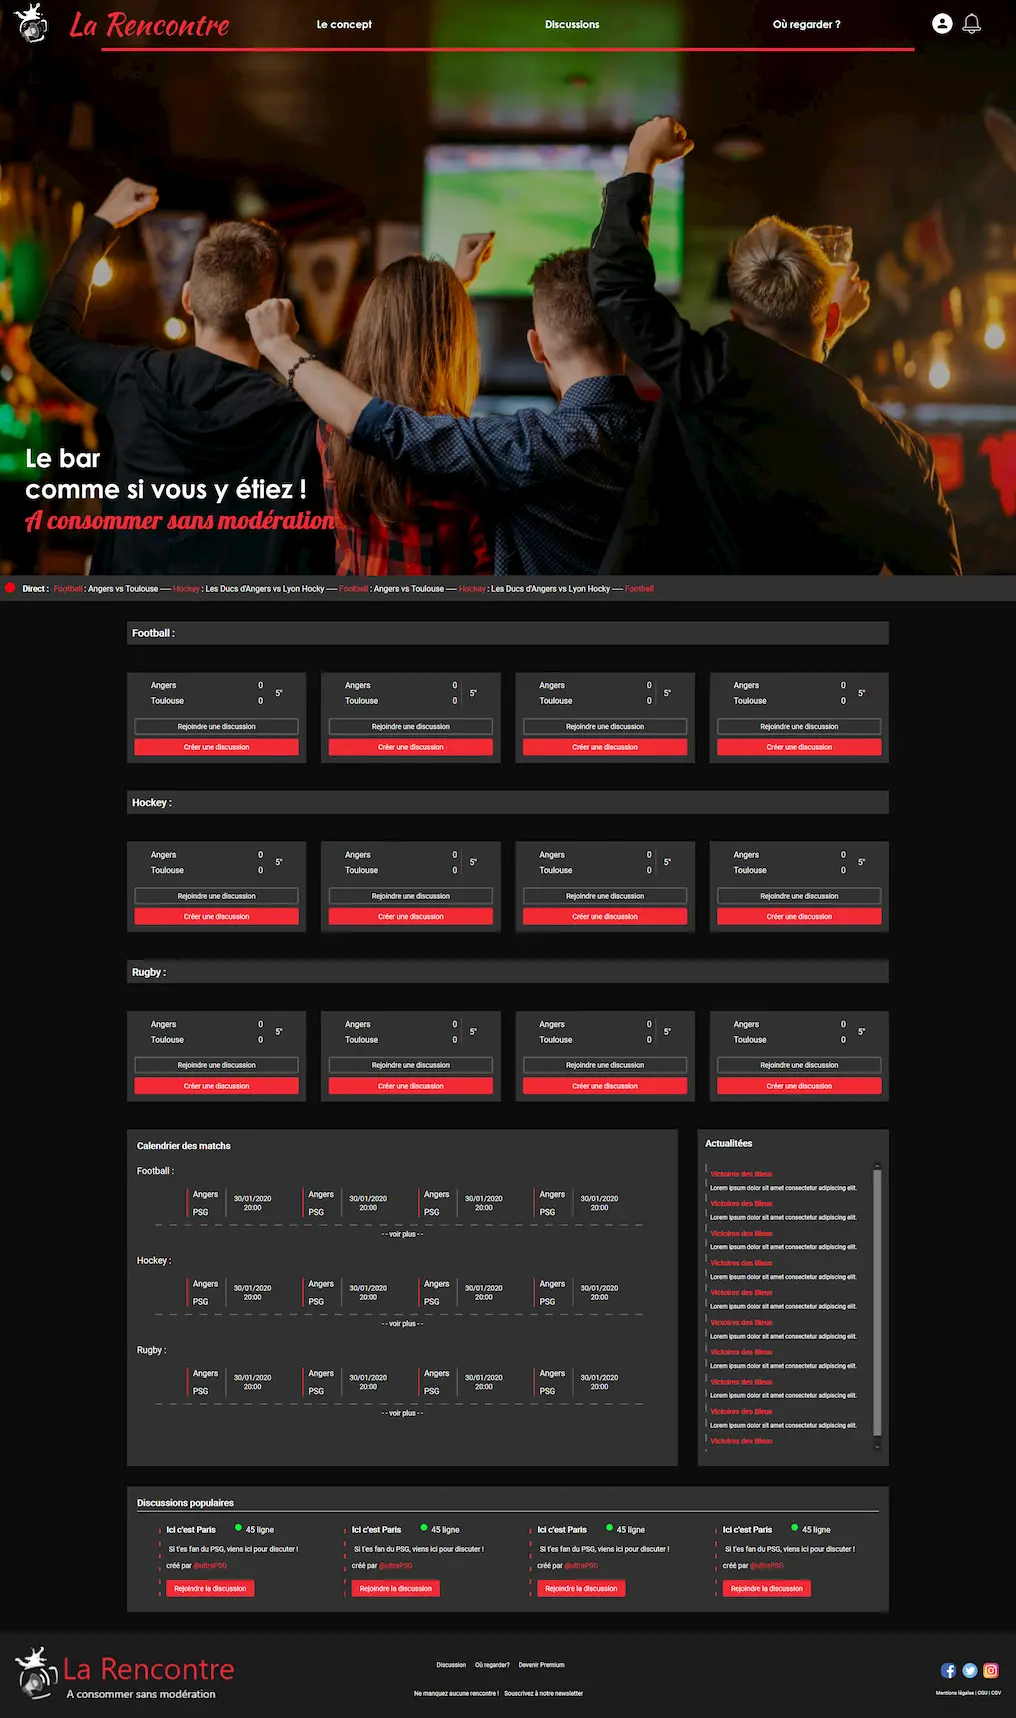 La Rencontre
Le concept
Discussions
Où regarder ?
Le bar
comme si vous y étiez !
A consommer sans modération
Direct : Football : Angers vs Toulouse ── Hockey : Les Ducs d'Angers vs Lyon Hocky ── Football : Angers vs Toulouse ── Hockey : Les Ducs d'Angers vs Lyon Hocky ── Football
Football :
Angers 0 Angers 0 Angers 0 Angers 0
5" 5" 5" 5"
Toulouse 0 Toulouse 0 Toulouse 0 Toulouse 0
Rejoindre une discussion Rejoindre une discussion Rejoindre une discussion Rejoindre une discussion
Créer une discussion Créer une discussion Créer une discussion Créer une discussion
Hockey :
Angers 0 Angers 0 Angers 0 Angers 0
5" 5" 5" 5"
Toulouse 0 Toulouse 0 Toulouse 0 Toulouse 0
Rejoindre une discussion Rejoindre une discussion Rejoindre une discussion Rejoindre une discussion
Créer une discussion Créer une discussion Créer une discussion Créer une discussion
Rugby :
Angers 0 Angers 0 Angers 0 Angers 0
5" 5" 5" 5"
Toulouse 0 Toulouse 0 Toulouse 0 Toulouse 0
Rejoindre une discussion Rejoindre une discussion Rejoindre une discussion Rejoindre une discussion
Créer une discussion Créer une discussion Créer une discussion Créer une discussion
Calendrier des matchs
Football :
Angers 30/01/2020 Angers 30/01/2020 Angers 30/01/2020 Angers 30/01/2020
PSG 20:00 PSG 20:00 PSG 20:00 PSG 20:00
-- voir plus --
Hockey :
Angers 30/01/2020 Angers 30/01/2020 Angers 30/01/2020 Angers 30/01/2020
PSG 20:00 PSG 20:00 PSG 20:00 PSG 20:00
-- voir plus --
Rugby :
Angers 30/01/2020 Angers 30/01/2020 Angers 30/01/2020 Angers 30/01/2020
PSG 20:00 PSG 20:00 PSG 20:00 PSG 20:00
-- voir plus --
Actualitées
Victoires des Bleus
Lorem ipsum dolor sit amet consectetur adipiscing elit.
Victoires des Bleus
Lorem ipsum dolor sit amet consectetur adipiscing elit.
Victoires des Bleus
Lorem ipsum dolor sit amet consectetur adipiscing elit.
Victoires des Bleus
Lorem ipsum dolor sit amet consectetur adipiscing elit.
Victoires des Bleus
Lorem ipsum dolor sit amet consectetur adipiscing elit.
Victoires des Bleus
Lorem ipsum dolor sit amet consectetur adipiscing elit.
Victoires des Bleus
Lorem ipsum dolor sit amet consectetur adipiscing elit.
Victoires des Bleus
Lorem ipsum dolor sit amet consectetur adipiscing elit.
Victoires des Bleus
Lorem ipsum dolor sit amet consectetur adipiscing elit.
Victoires des Bleus
Discussions populaires
Ici c'est Paris 45 ligne Ici c'est Paris 45 ligne Ici c'est Paris 45 ligne Ici c'est Paris 45 ligne
Si t'es fan du PSG, viens ici pour discuter ! Si t'es fan du PSG, viens ici pour discuter ! Si t'es fan du PSG, viens ici pour discuter ! Si t'es fan du PSG, viens ici pour discuter !
créé par @ultraPSG créé par @ultraPSG créé par @ultraPSG créé par @ultraPSG
Rejoindre la discussion Rejoindre la discussion Rejoindre la discussion Rejoindre la discussion
La Rencontre
A consommer sans modération
Discussion Où regarder? Devenir Premium
Ne manquez aucune rencontre ! Souscrivez à notre newsletter
Mentions légales | CGU | CGV